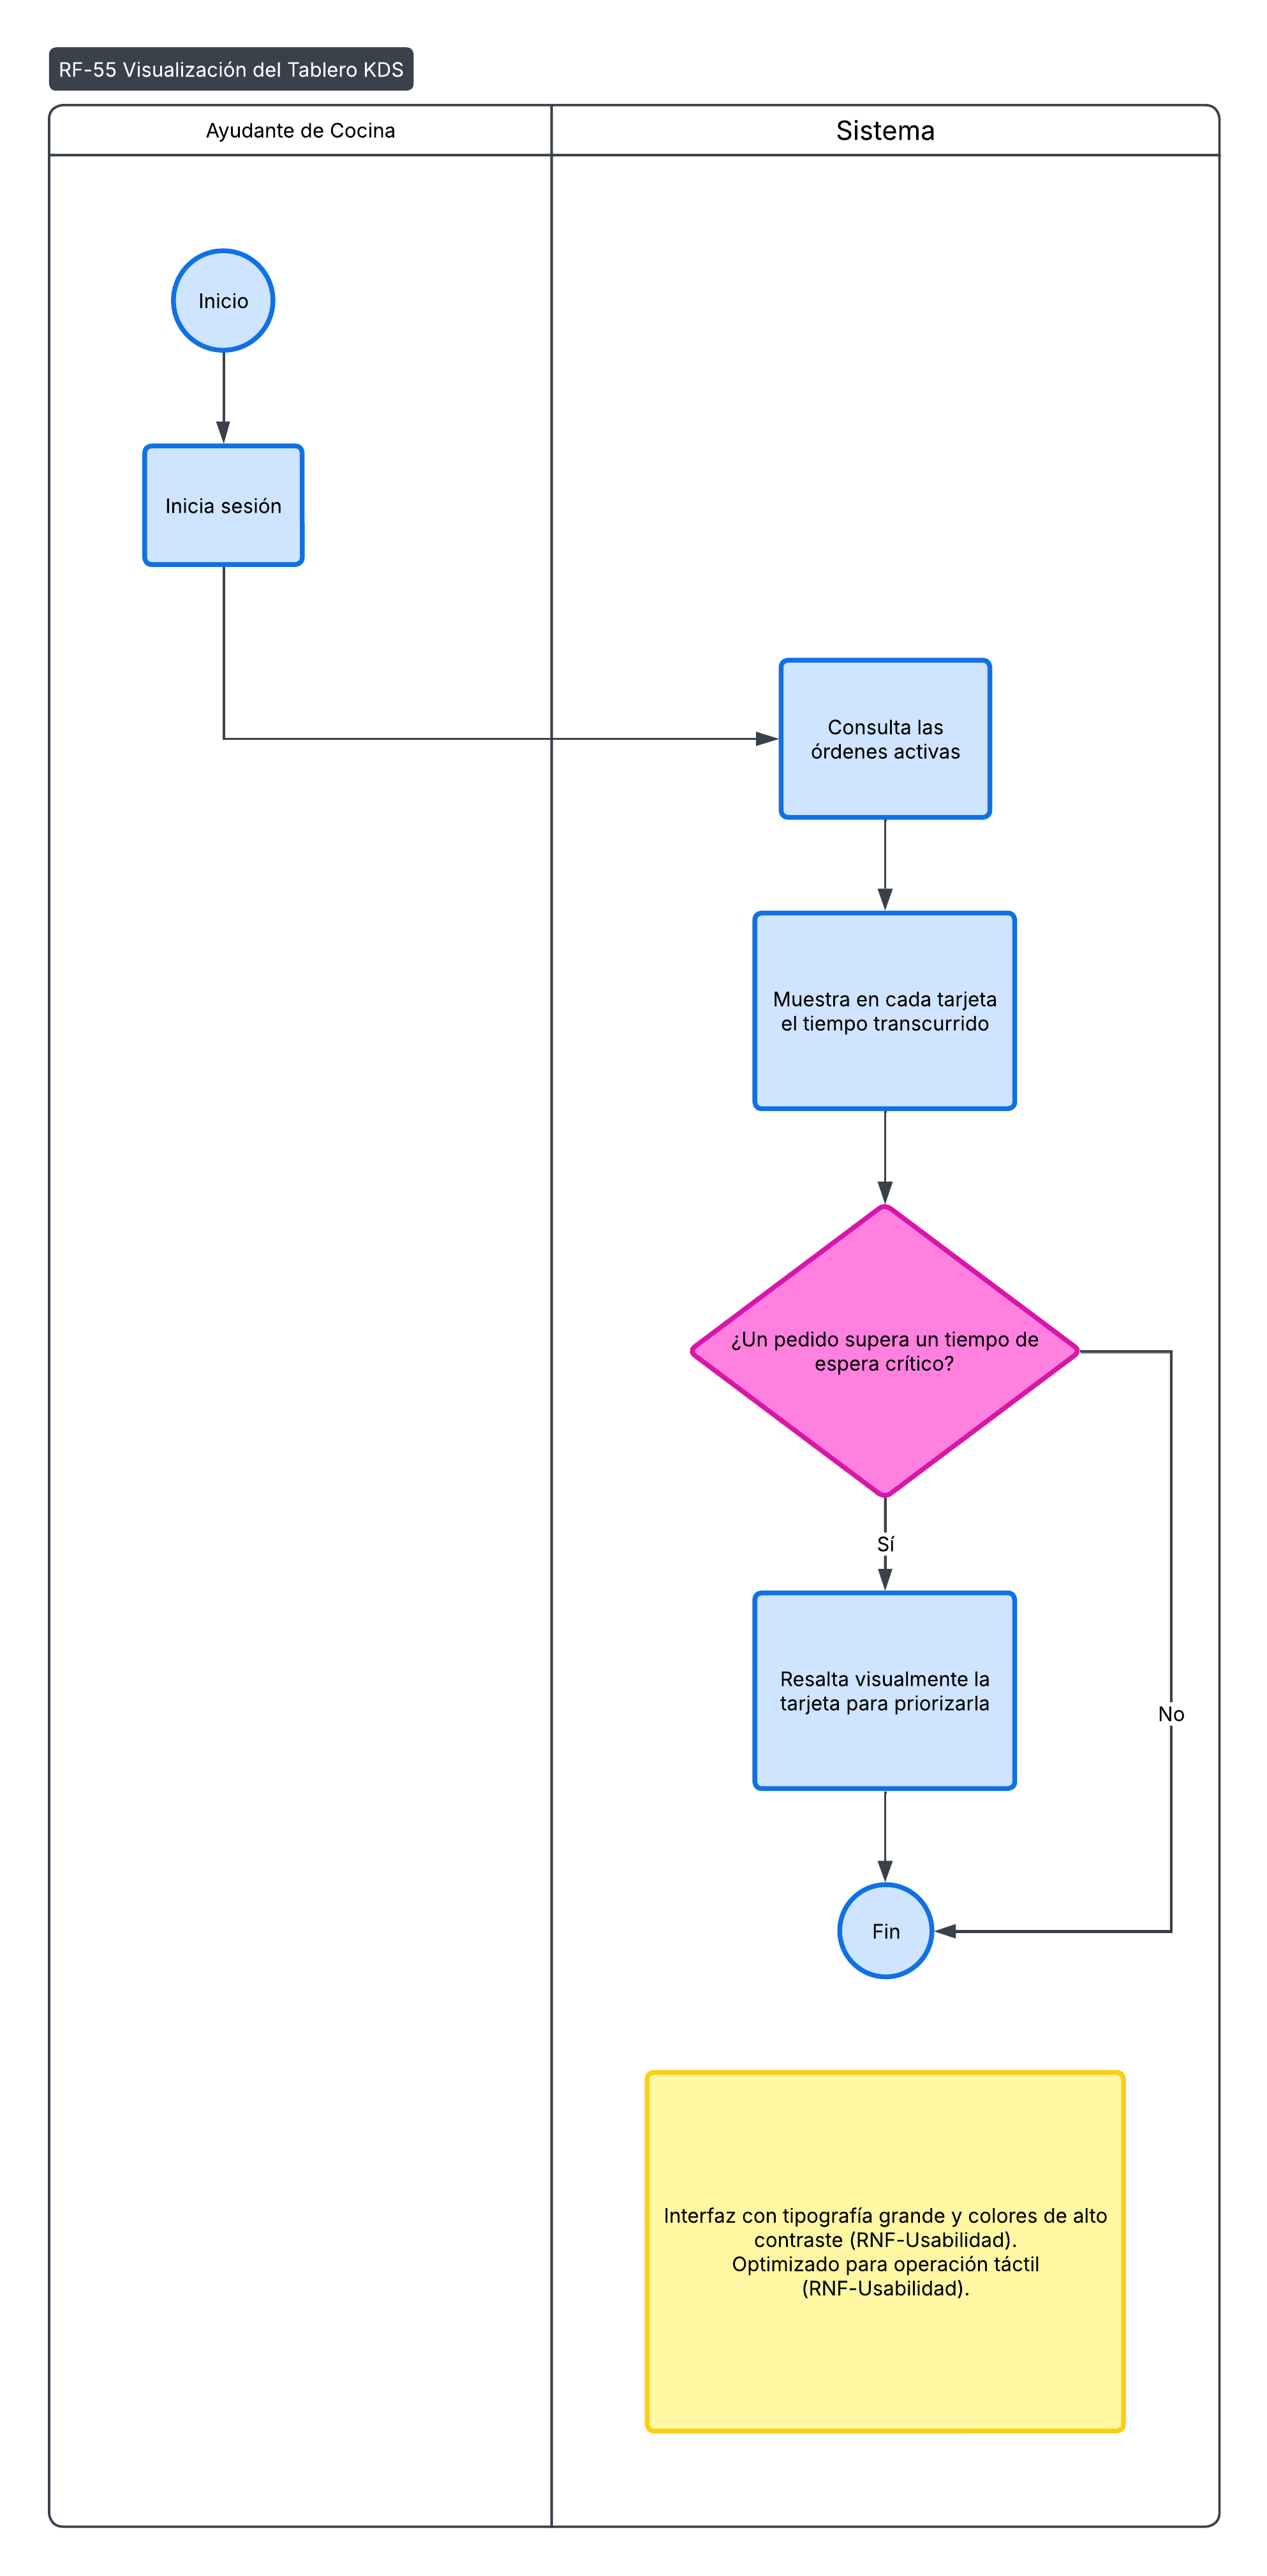 RF-55 Visualización del Tablero KDS
Ayudante de Cocina
Sistema
Inicio
Inicia sesión
Consulta las
órdenes activas
Muestra en cada tarjeta
el tiempo transcurrido
¿Un pedido supera un tiempo de
espera crítico?
Sí
Resalta visualmente la
tarjeta para priorizarla
No
Fin
Interfaz con tipografía grande y colores de alto
contraste (RNF-Usabilidad).
Optimizado para operación táctil
(RNF-Usabilidad).